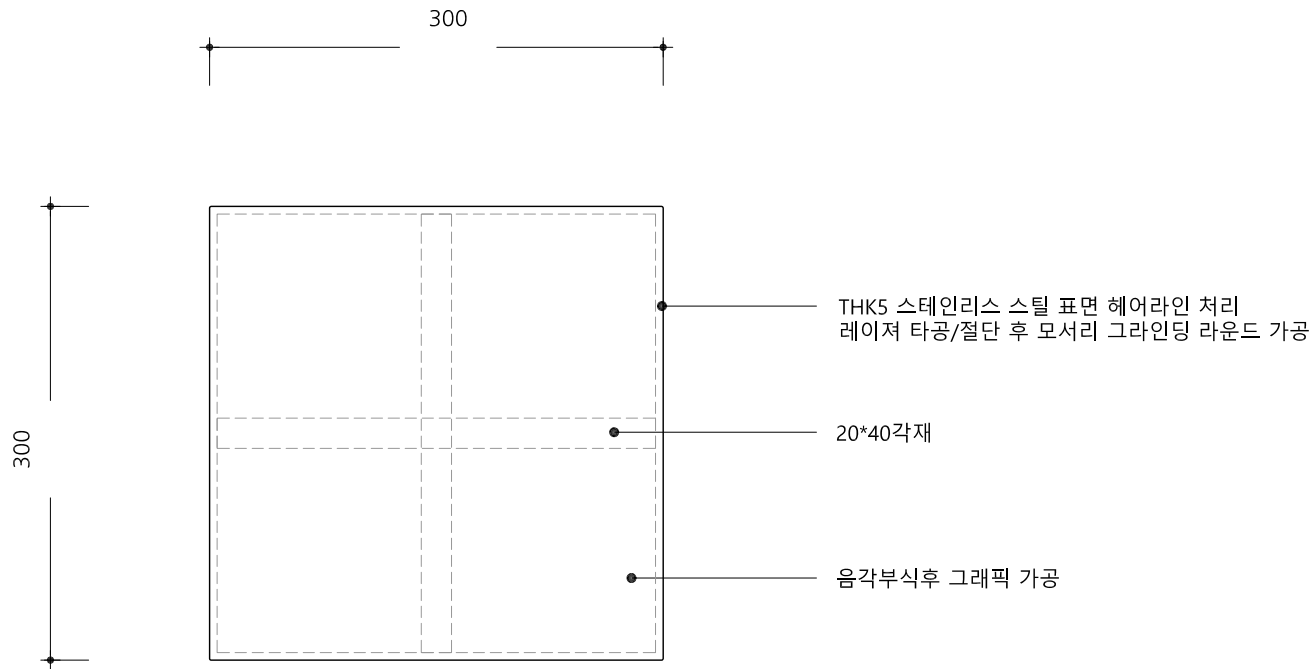 300
THK5 스테인리스 스틸 표면 헤어라인 처리
레이져 타공/절단 후 모서리 그라인딩 라운드 가공
20*40각재
300
음각부식후 그래픽 가공